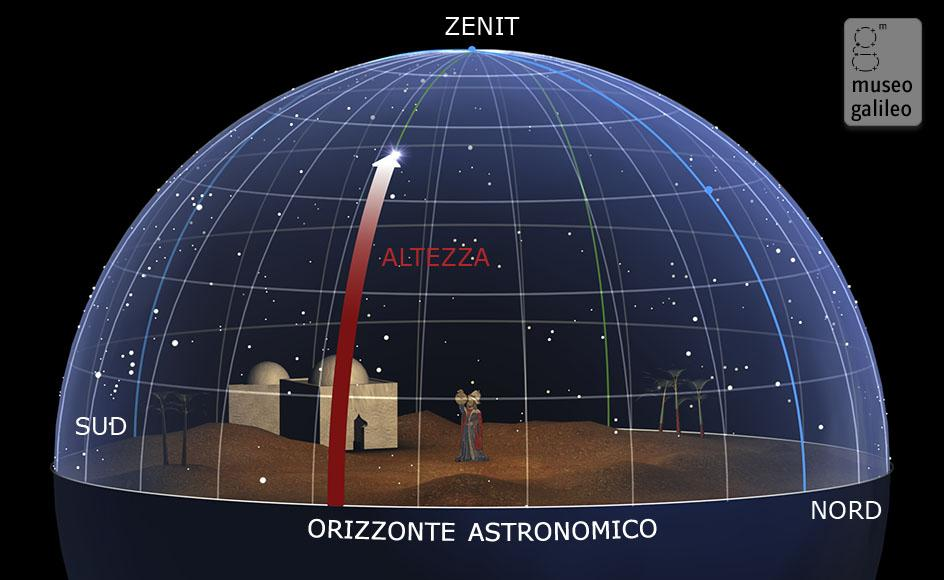 ZENIT
m
museo
galileo
ALTEZZA
SUD
NORD
ORIZZONTE ASTRONOMICO